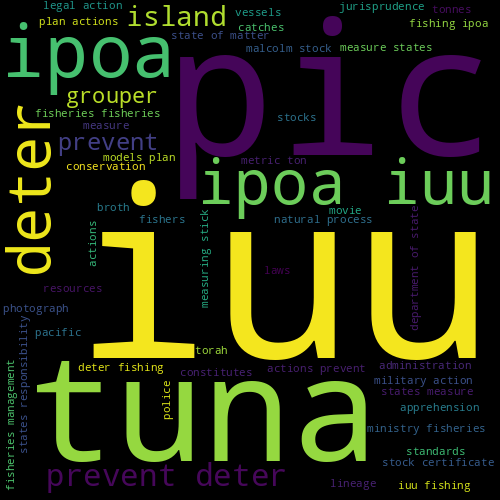 legal action
vessels
jurisprudence
tonnes
plan actions
island
catches
fishing ipoa
ipoa
state of matter
malcolm stock
measure states
pic
grouper
deter
fisheries fisheries
stocks
measure
prevent
models plan
metric ton
conservation
ipoa iuu
broth
fishers
measuring stick
natural process
movie
department of state
actions
iuu
laws
resources
photograph
pacific
states responsibility
torah
tuna
deter fishing
constitutes
actions prevent
administration
fisheries management
police
military action
states measure
apprehension
ministry fisheries
standards
prevent deter
stock certificate
lineage
iuu fishing